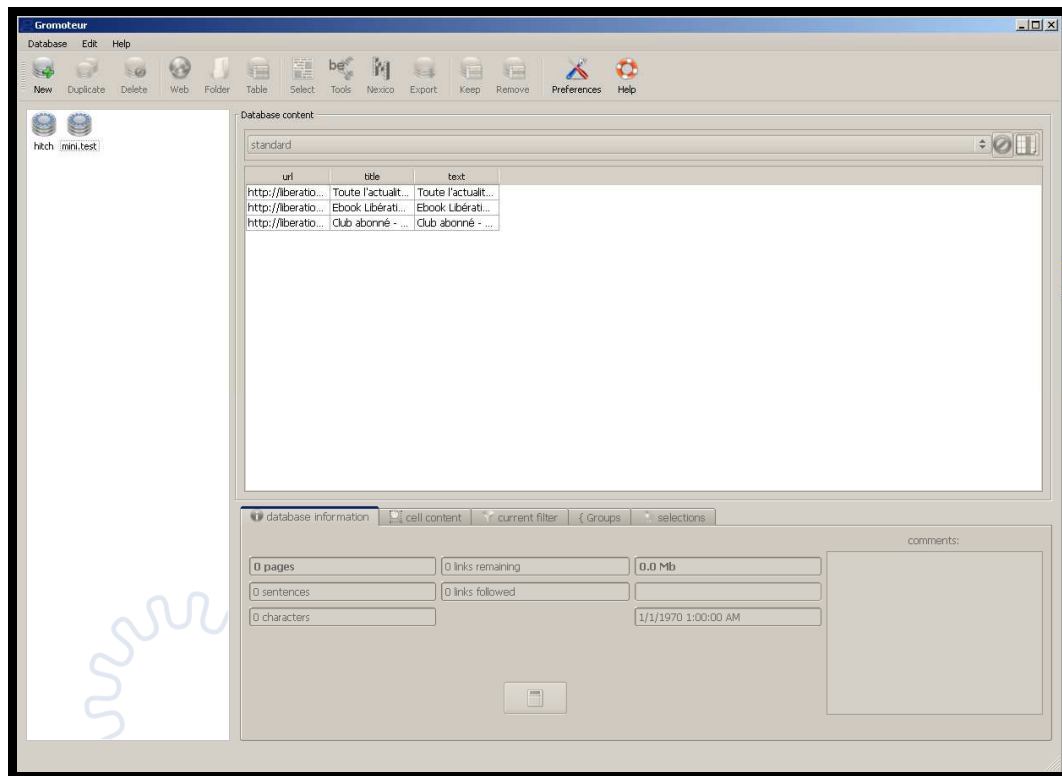 Gromoteur
Database Edit Help
New Duplicate Delete Web Folder Table Select Tools Nexico Export Keep Remove Preferences Help
hitch mini.test
Database content
standard
url title text
http://liberatio... Toute l'actualit... Toute l'actualit...
http://liberatio... Ebook Libérati... Ebook Libérati...
http://liberatio... Club abonné - ... Club abonné - ...
database information cell content current filter { Groups selections
comments:
0 pages 0 links remaining 0.0 Mb
0 sentences 0 links followed
0 characters 1/1/1970 1:00:00 AM